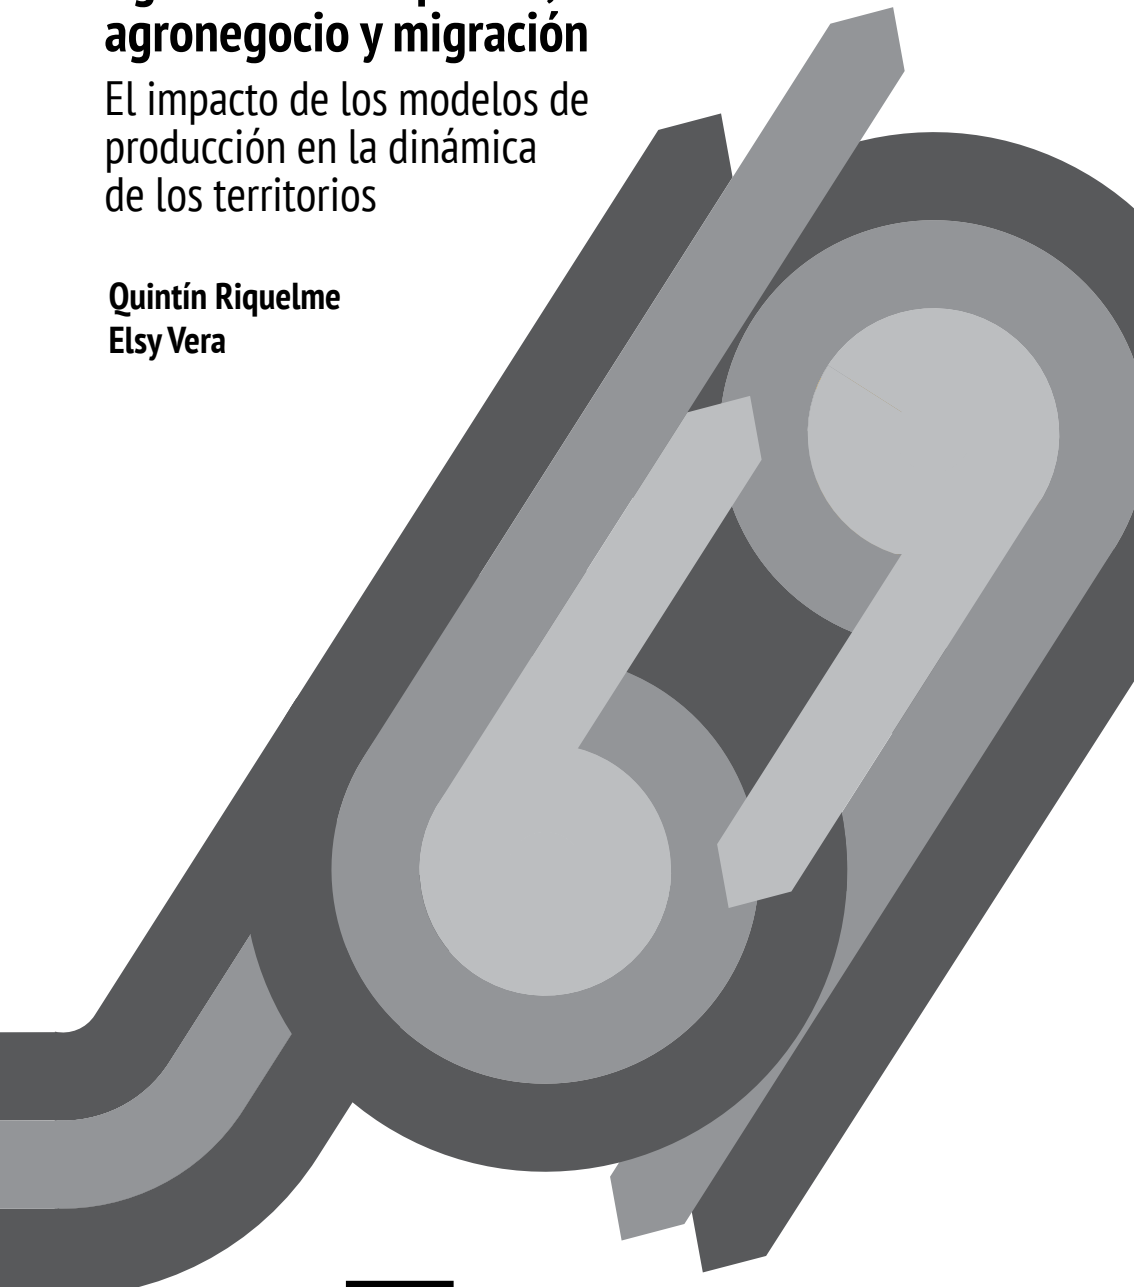 agronegocio y migración
El impacto de los modelos de
producción en la dinámica
de los territorios
Quintín Riquelme
Elsy Vera